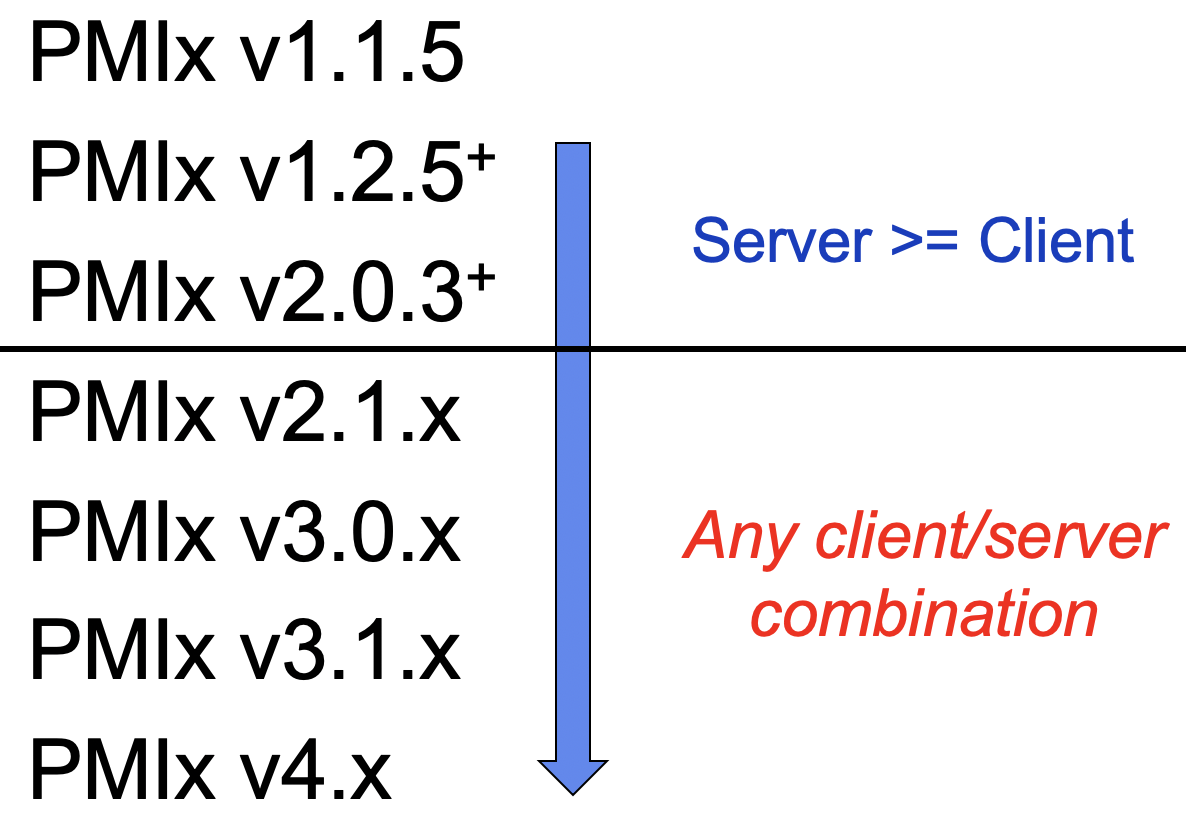 PMIx v1.1.5
PMIx v1.2.5⁺
PMIx v2.0.3⁺
Server >= Client
PMIx v2.1.x
PMIx v3.0.x
PMIx v3.1.x
PMIx v4.x
Any client/server
combination